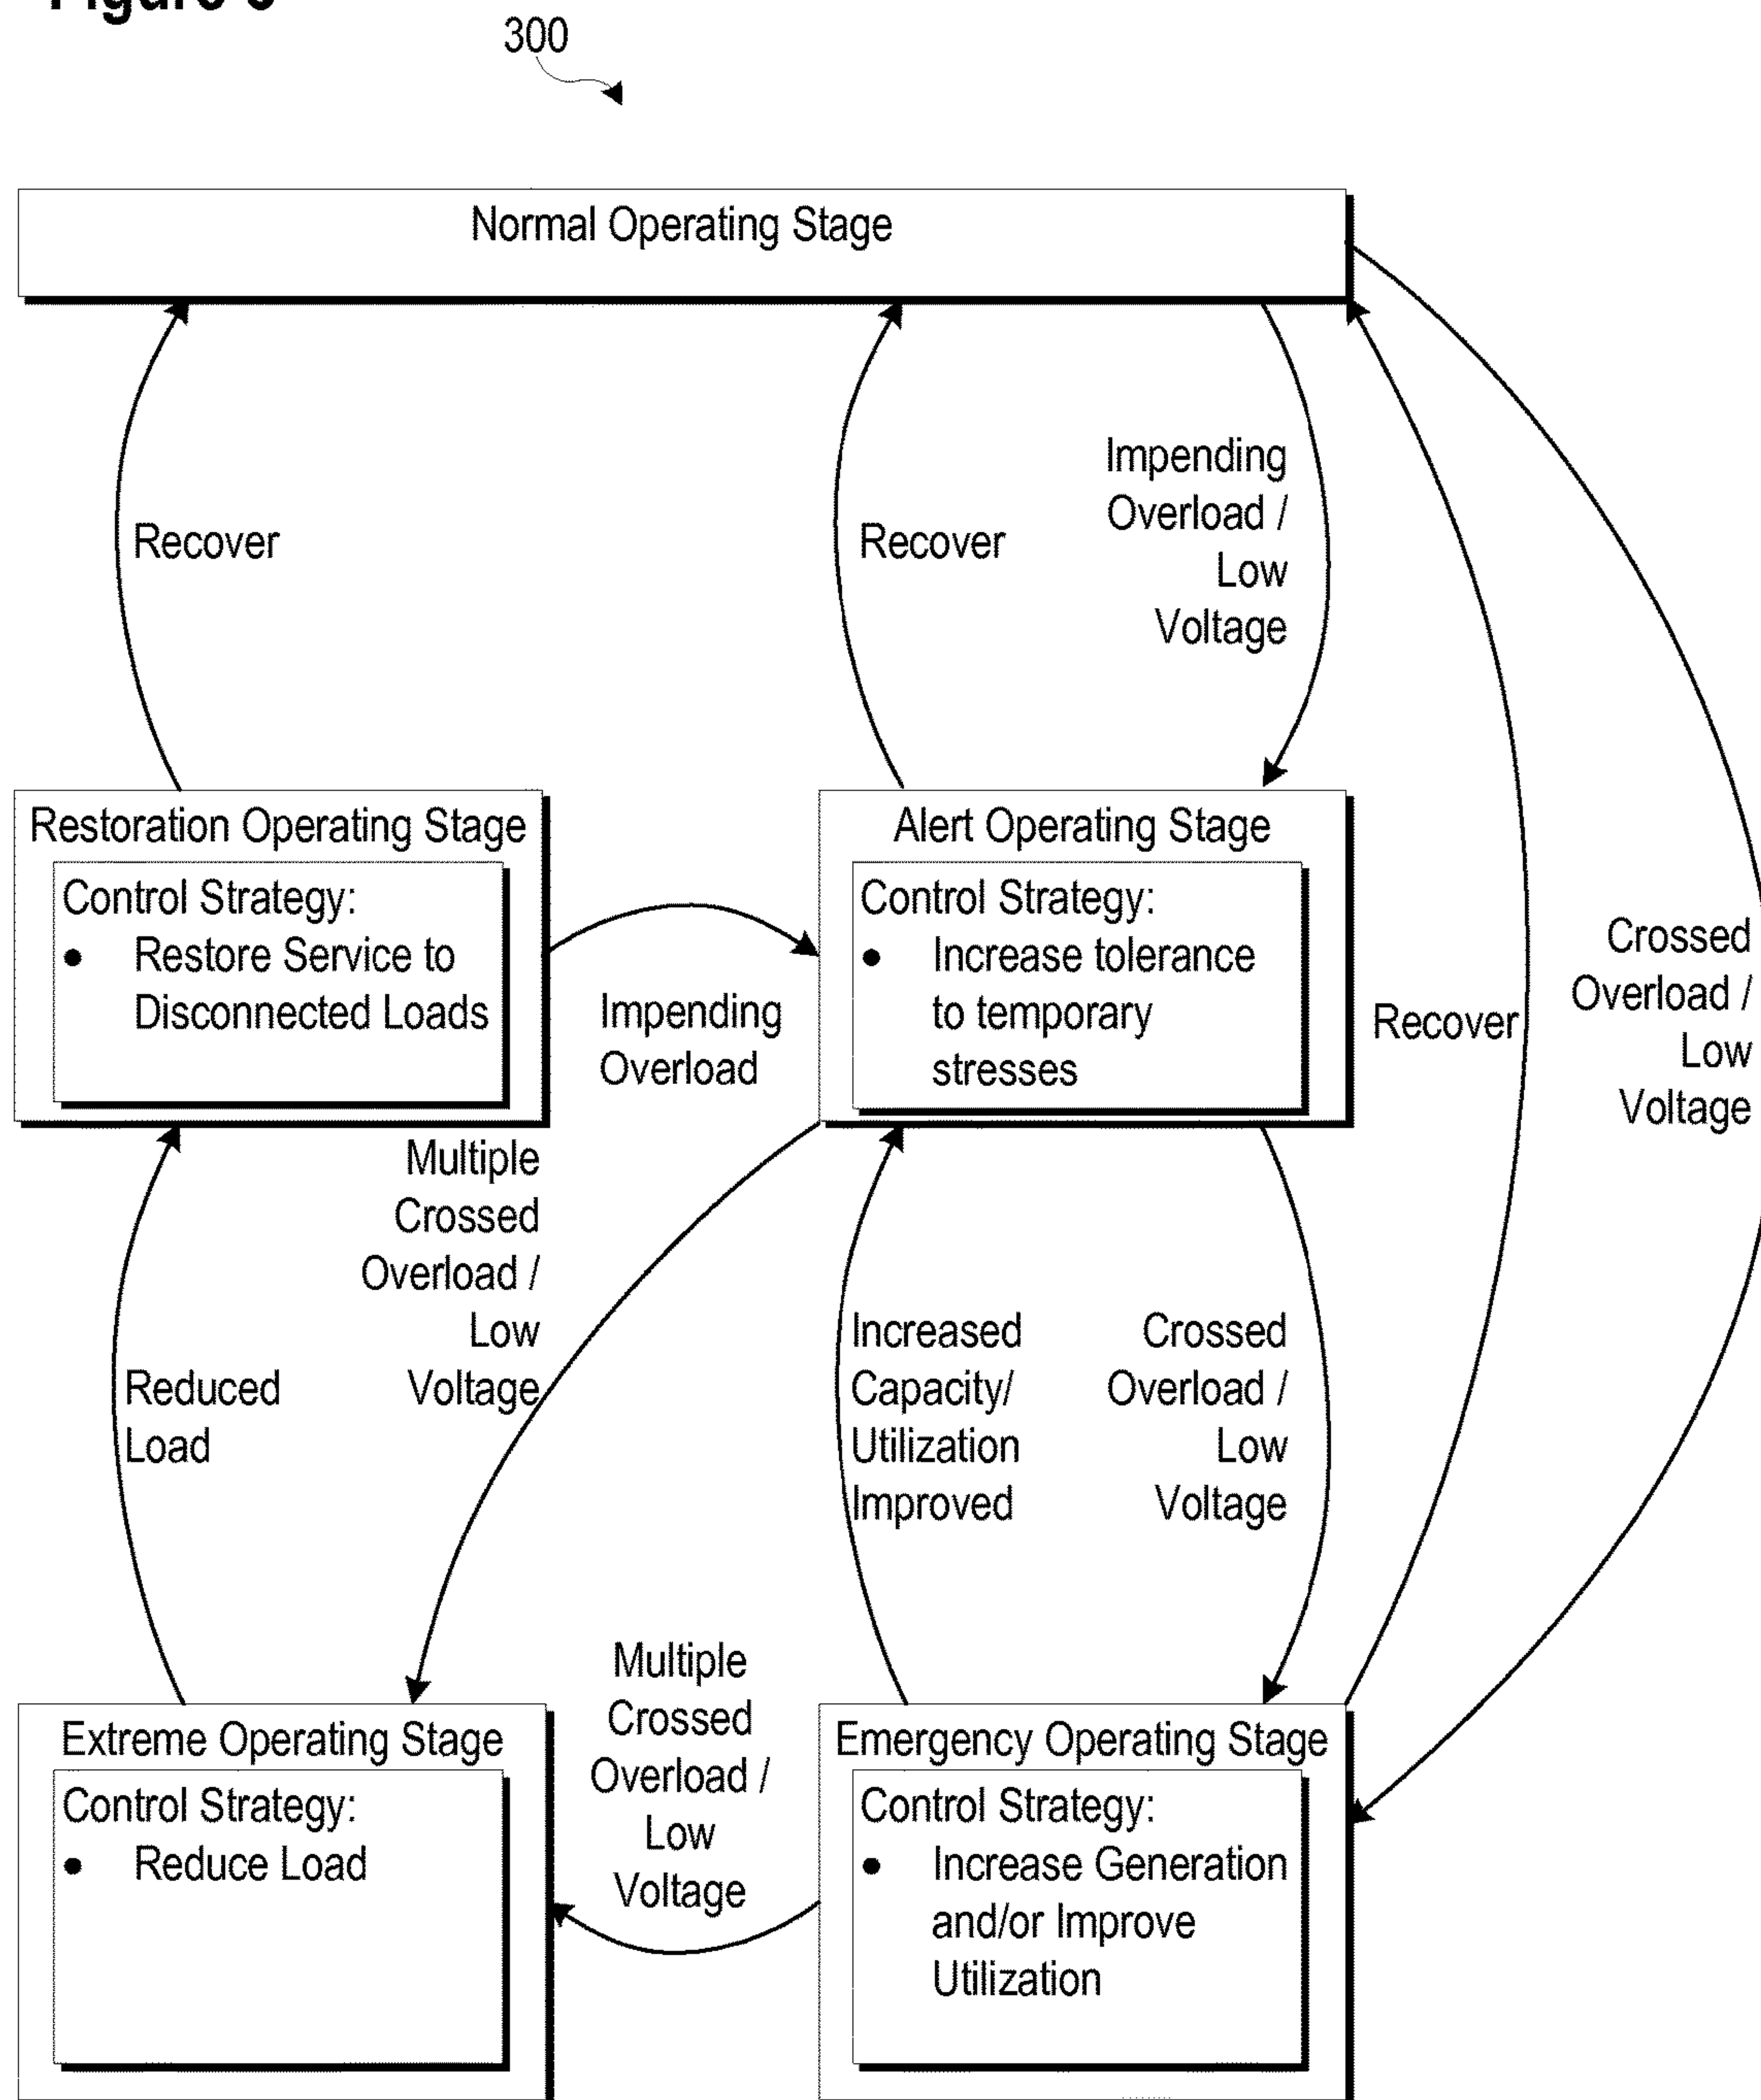 300
Normal Operating Stage
Recover
Recover
Impending
Overload /
Low
Voltage
Restoration Operating Stage
Control Strategy:
• Restore Service to
Disconnected Loads
Impending
Overload
Alert Operating Stage
Control Strategy:
• Increase tolerance
to temporary
stresses
Recover
Crossed
Overload /
Low
Voltage
Multiple
Crossed
Overload /
Low
Voltage
Reduced
Load
Increased
Capacity/
Utilization
Improved
Crossed
Overload /
Low
Voltage
Multiple
Crossed
Overload /
Low
Voltage
Extreme Operating Stage
Control Strategy:
• Reduce Load
Emergency Operating Stage
Control Strategy:
• Increase Generation
and/or Improve
Utilization